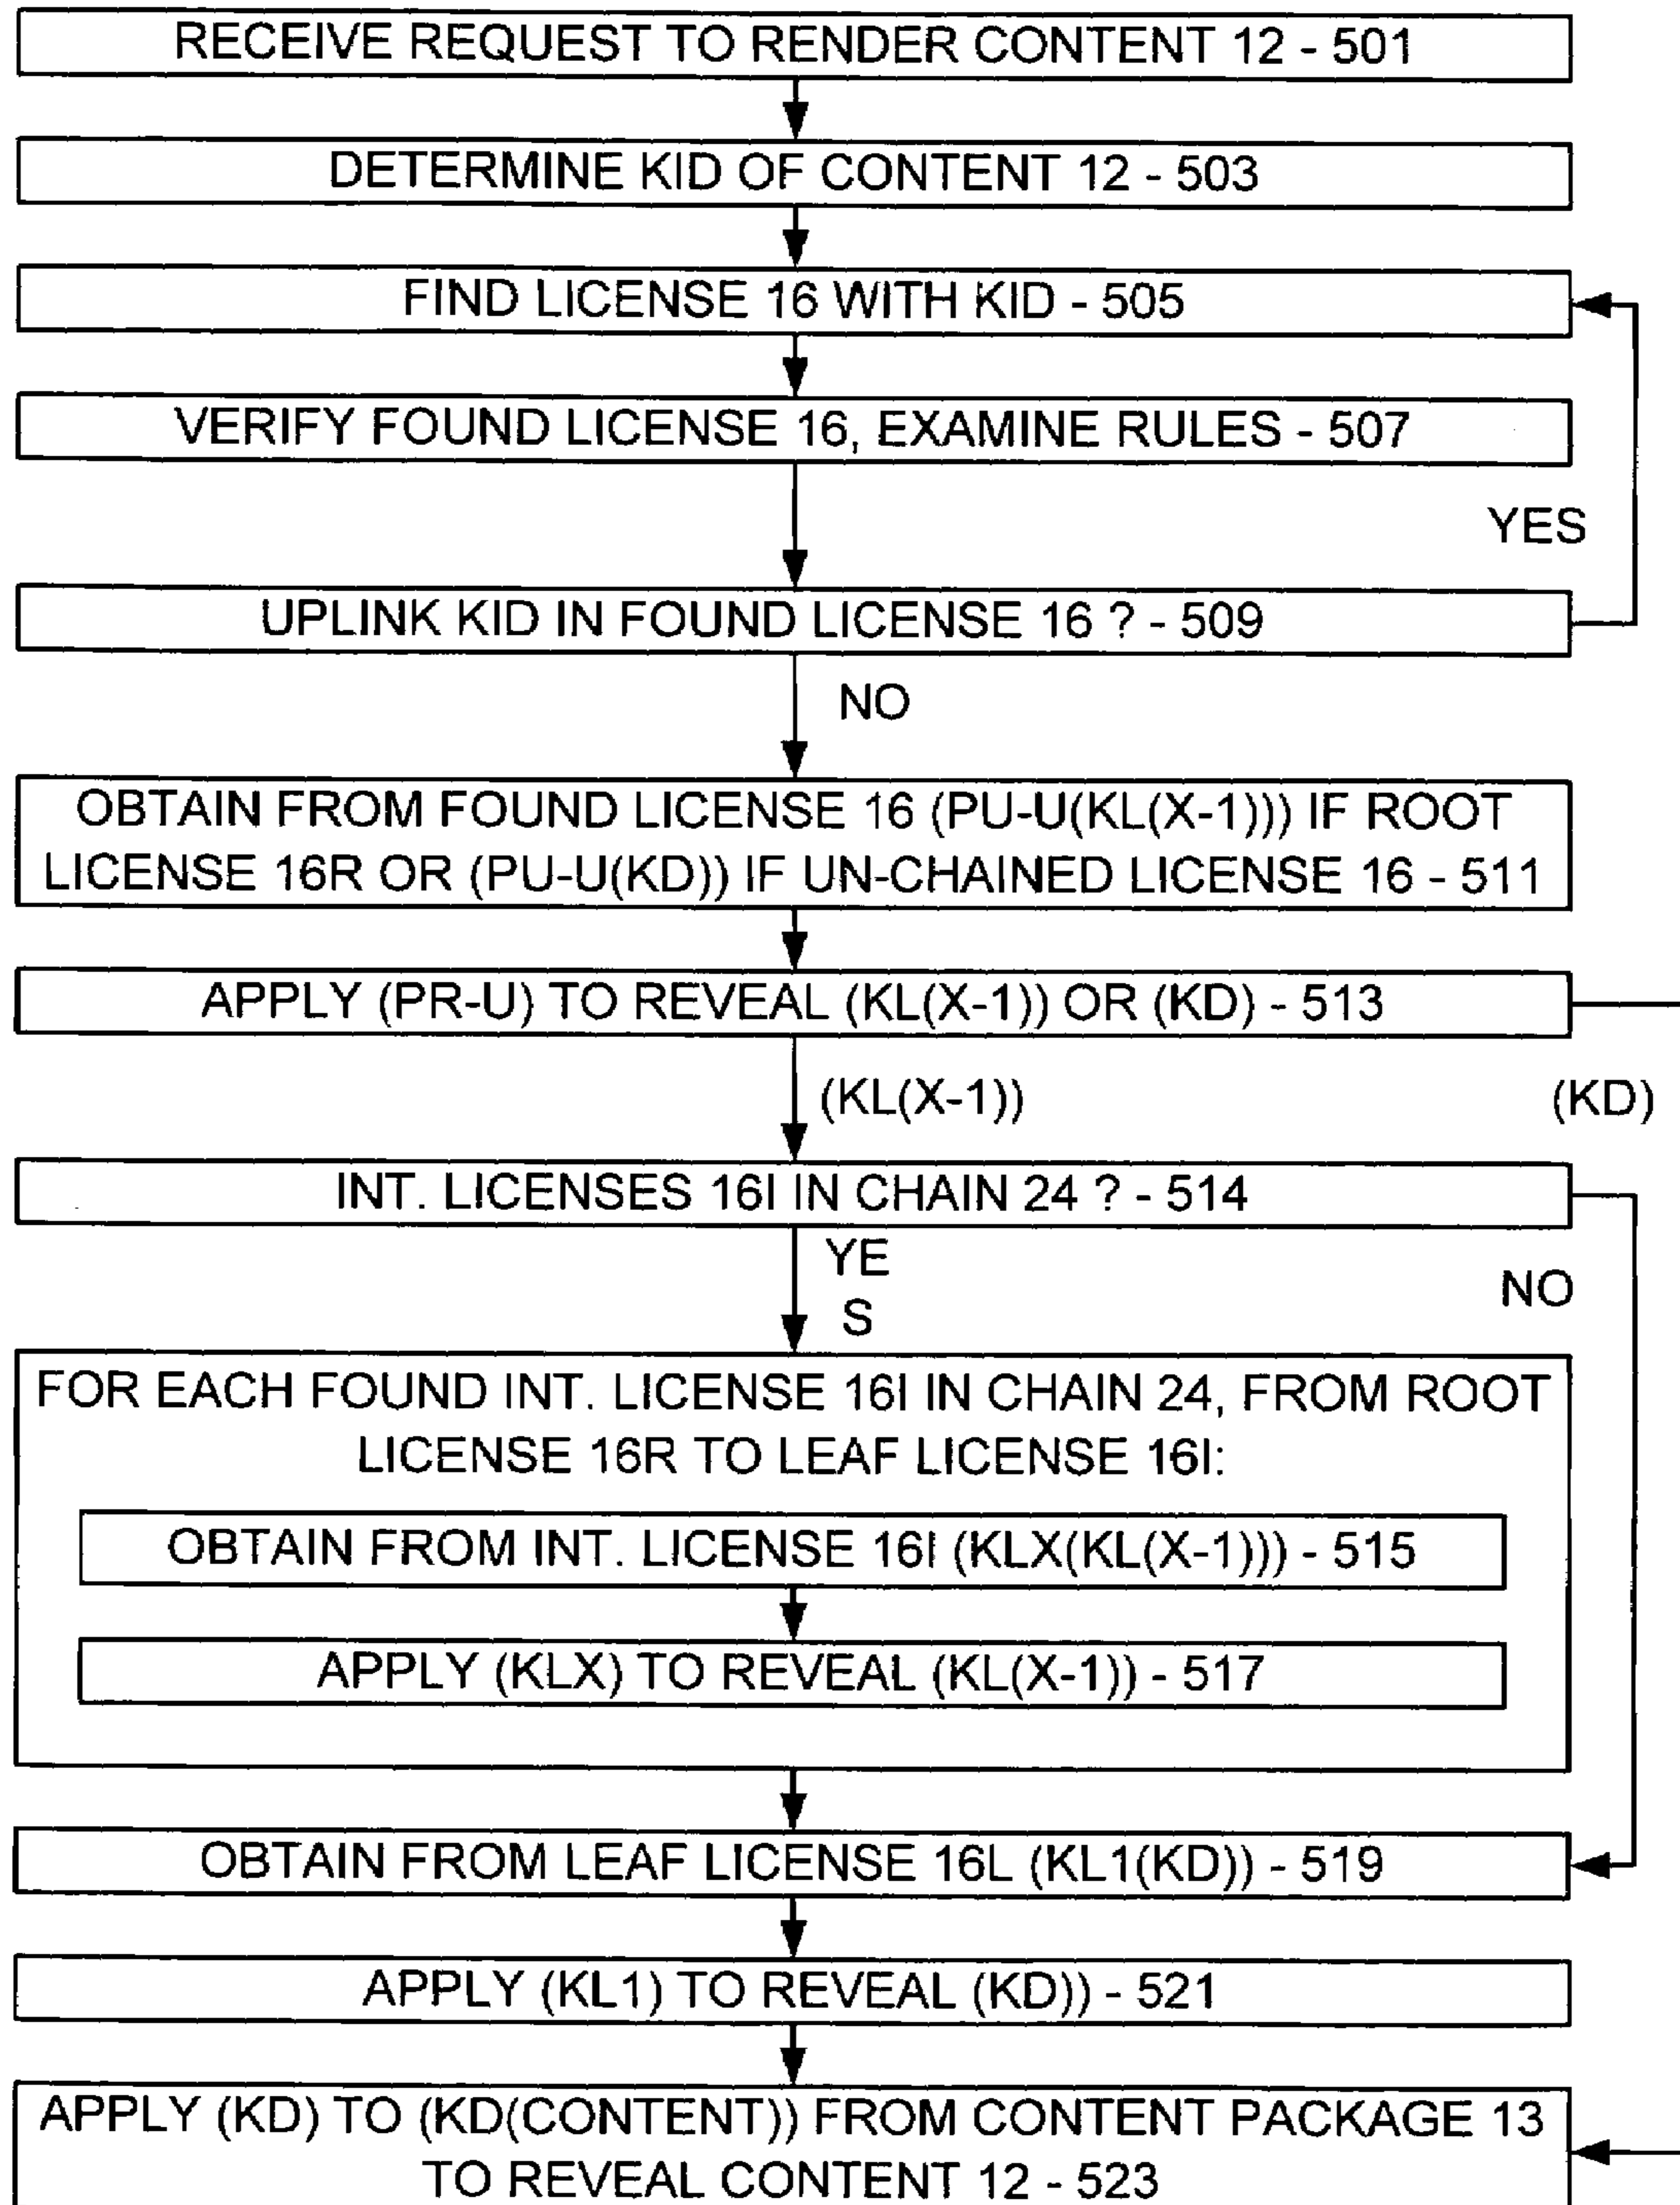 RECEIVE REQUEST TO RENDER CONTENT 12 - 501
DETERMINE KID OF CONTENT 12 - 503
FIND LICENSE 16 WITH KID - 505
VERIFY FOUND LICENSE 16, EXAMINE RULES - 507
YES
UPLINK KID IN FOUND LICENSE 16 ? - 509
NO
OBTAIN FROM FOUND LICENSE 16 (PU-U(KL(X-1))) IF ROOT
LICENSE 16R OR (PU-U(KD)) IF UN-CHAINED LICENSE 16 - 511
APPLY (PR-U) TO REVEAL (KL(X-1)) OR (KD) - 513
(KL(X-1))
(KD)
INT. LICENSES 16I IN CHAIN 24 ? - 514
YE
S
NO
FOR EACH FOUND INT. LICENSE 16I IN CHAIN 24, FROM ROOT
LICENSE 16R TO LEAF LICENSE 16I:
OBTAIN FROM INT. LICENSE 16I (KLX(KL(X-1))) - 515
APPLY (KLX) TO REVEAL (KL(X-1)) - 517
OBTAIN FROM LEAF LICENSE 16L (KL1(KD)) - 519
APPLY (KL1) TO REVEAL (KD)) - 521
APPLY (KD) TO (KD(CONTENT)) FROM CONTENT PACKAGE 13
TO REVEAL CONTENT 12 - 523